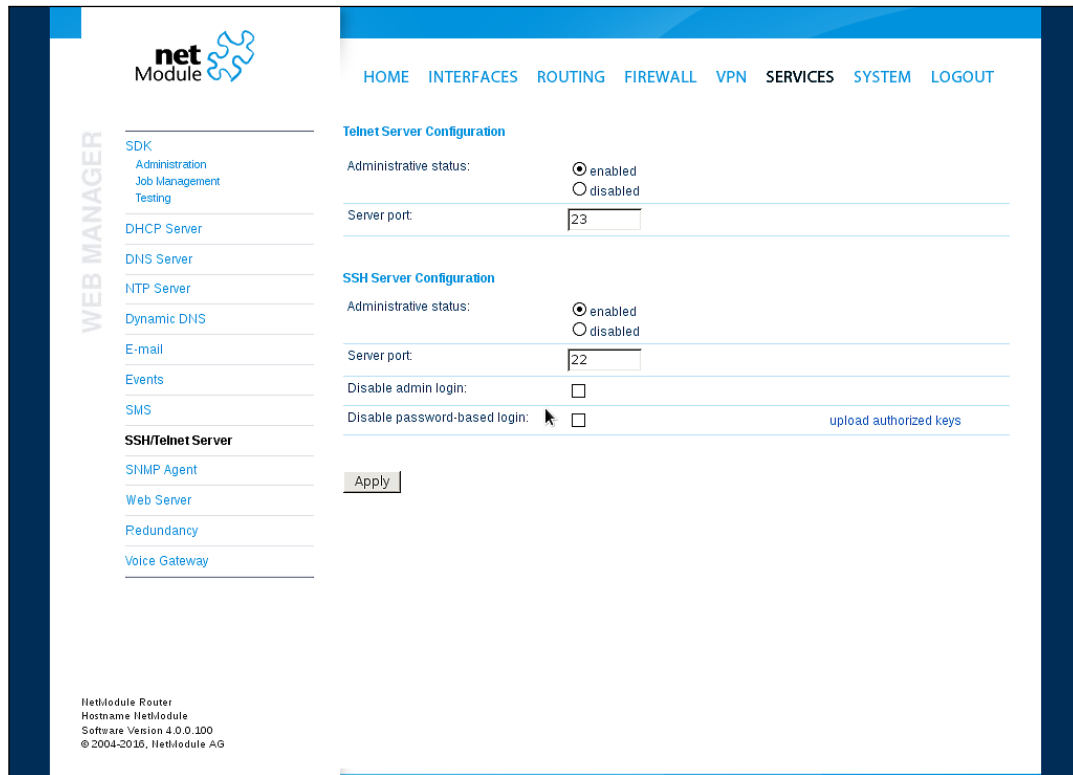 net
Module
HOME INTERFACES ROUTING FIREWALL VPN SERVICES SYSTEM LOGOUT
WEB MANAGER
SDK
Administration
Job Management
Testing
DHCP Server
DNS Server
NTP Server
Dynamic DNS
E-mail
Events
SMS
SSH/Telnet Server
SNMP Agent
Web Server
Redundancy
Voice Gateway
Telnet Server Configuration
Administrative status:
enabled
disabled
Server port: 23
SSH Server Configuration
Administrative status:
enabled
disabled
Server port: 22
Disable admin login:
Disable password-based login: upload authorized keys
Apply
NetModule Router
Hostname NetModule
Software Version 4.0.0.100
© 2004-2016, NetModule AG